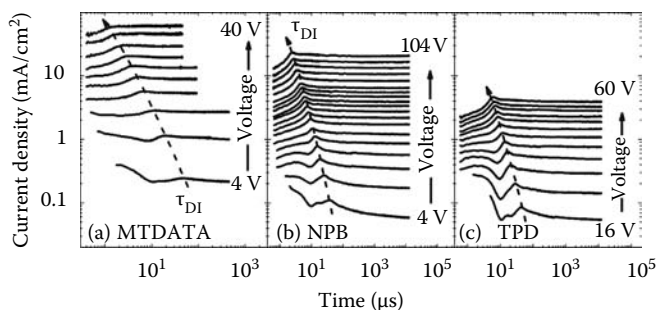 Current density (mA/cm²)
10
1
0.1
τDI
40 V
Voltage
4 V
τDI
(a) MTDATA
10¹
10³
τDI
104 V
Voltage
4 V
(b) NPB
10¹
10³
10⁵
60 V
Voltage
16 V
(c) TPD
10¹
10³
10⁵
Time (μs)